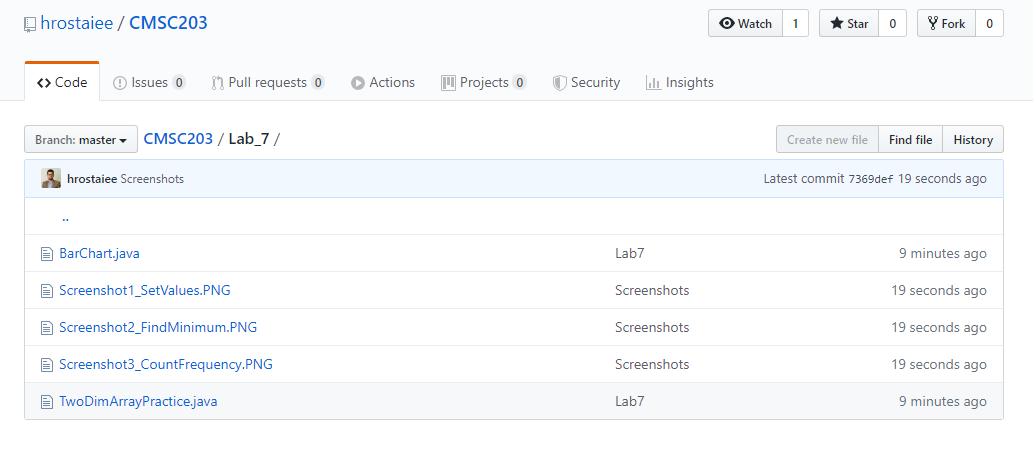 hrostaiee / CMSC203 Watch 1 Star 0 Fork 0
Code Issues 0 Pull requests 0 Actions Projects 0 Security Insights
Branch: master CMSC203 / Lab_7 / Create new file Find file History
hrostaiee Screenshots Latest commit 7369def 19 seconds ago
..
BarChart.java Lab7 9 minutes ago
Screenshot1_SetValues.PNG Screenshots 19 seconds ago
Screenshot2_FindMinimum.PNG Screenshots 19 seconds ago
Screenshot3_CountFrequency.PNG Screenshots 19 seconds ago
TwoDimArrayPractice.java Lab7 9 minutes ago